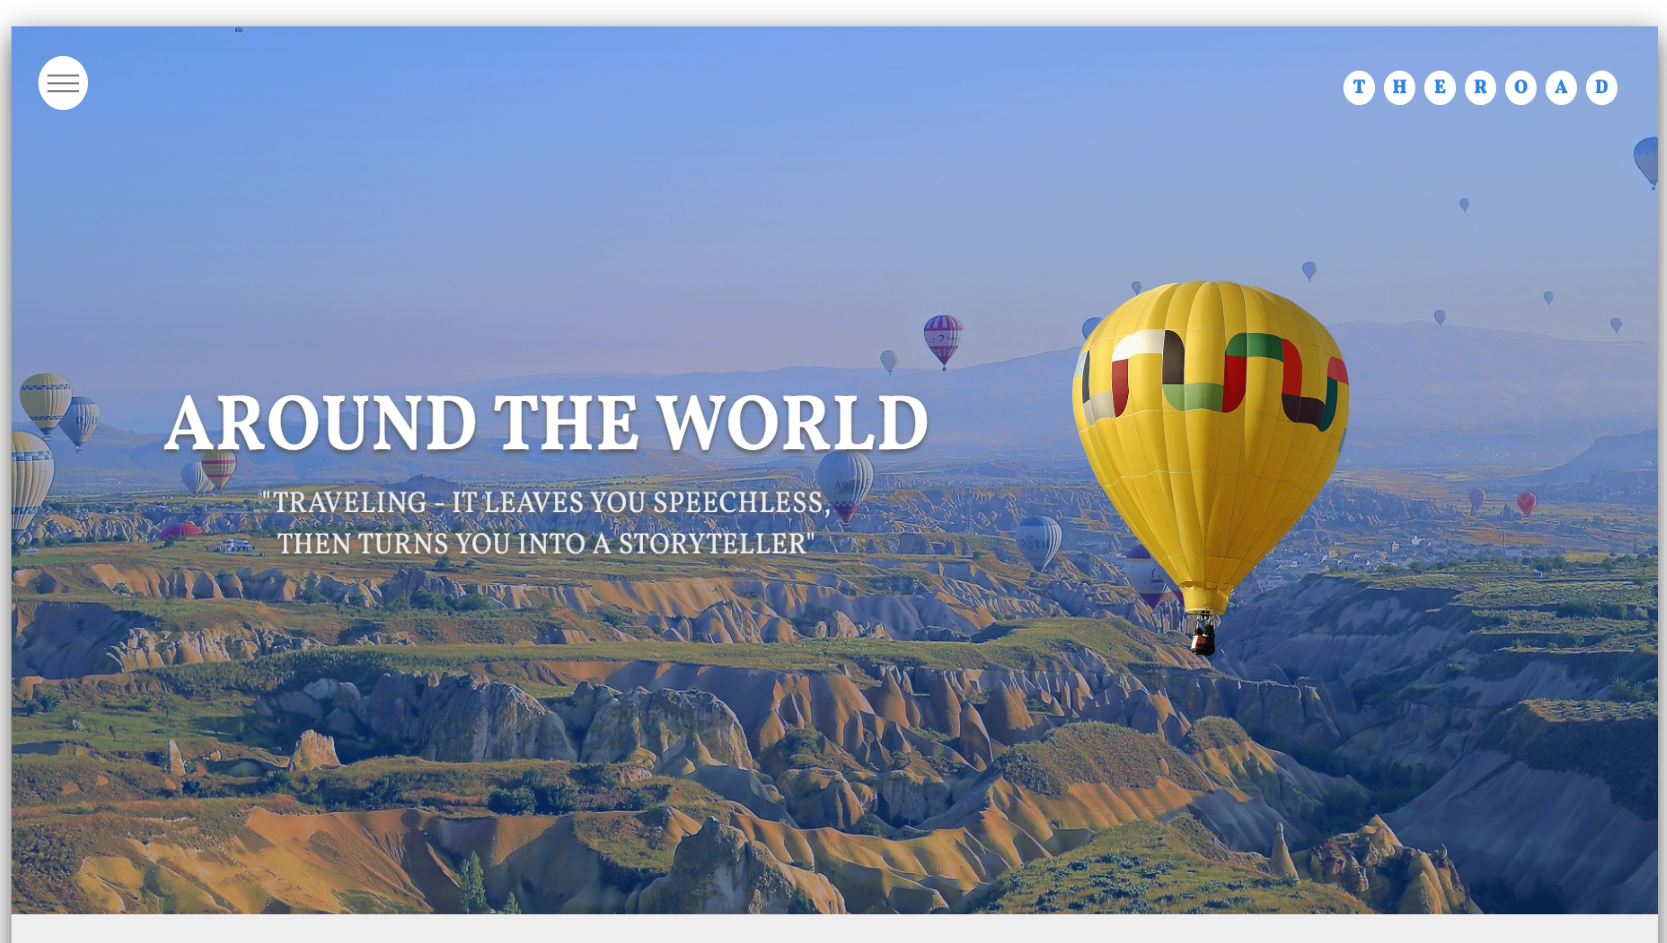 T H E R O A D
AROUND THE WORLD
"TRAVELING - IT LEAVES YOU SPEECHLESS,
THEN TURNS YOU INTO A STORYTELLER"